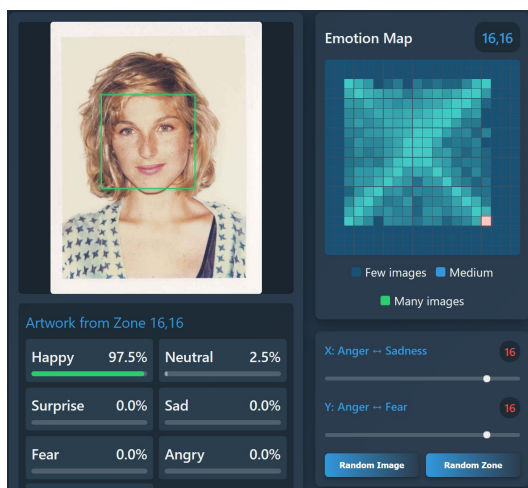 Emotion Map
16,16
Few images
Medium
Many images
Artwork from Zone 16,16
Happy 97.5%
Neutral 2.5%
Surprise 0.0%
Sad 0.0%
Fear 0.0%
Angry 0.0%
X: Anger ↔ Sadness
16
Y: Anger ↔ Fear
16
Random Image
Random Zone